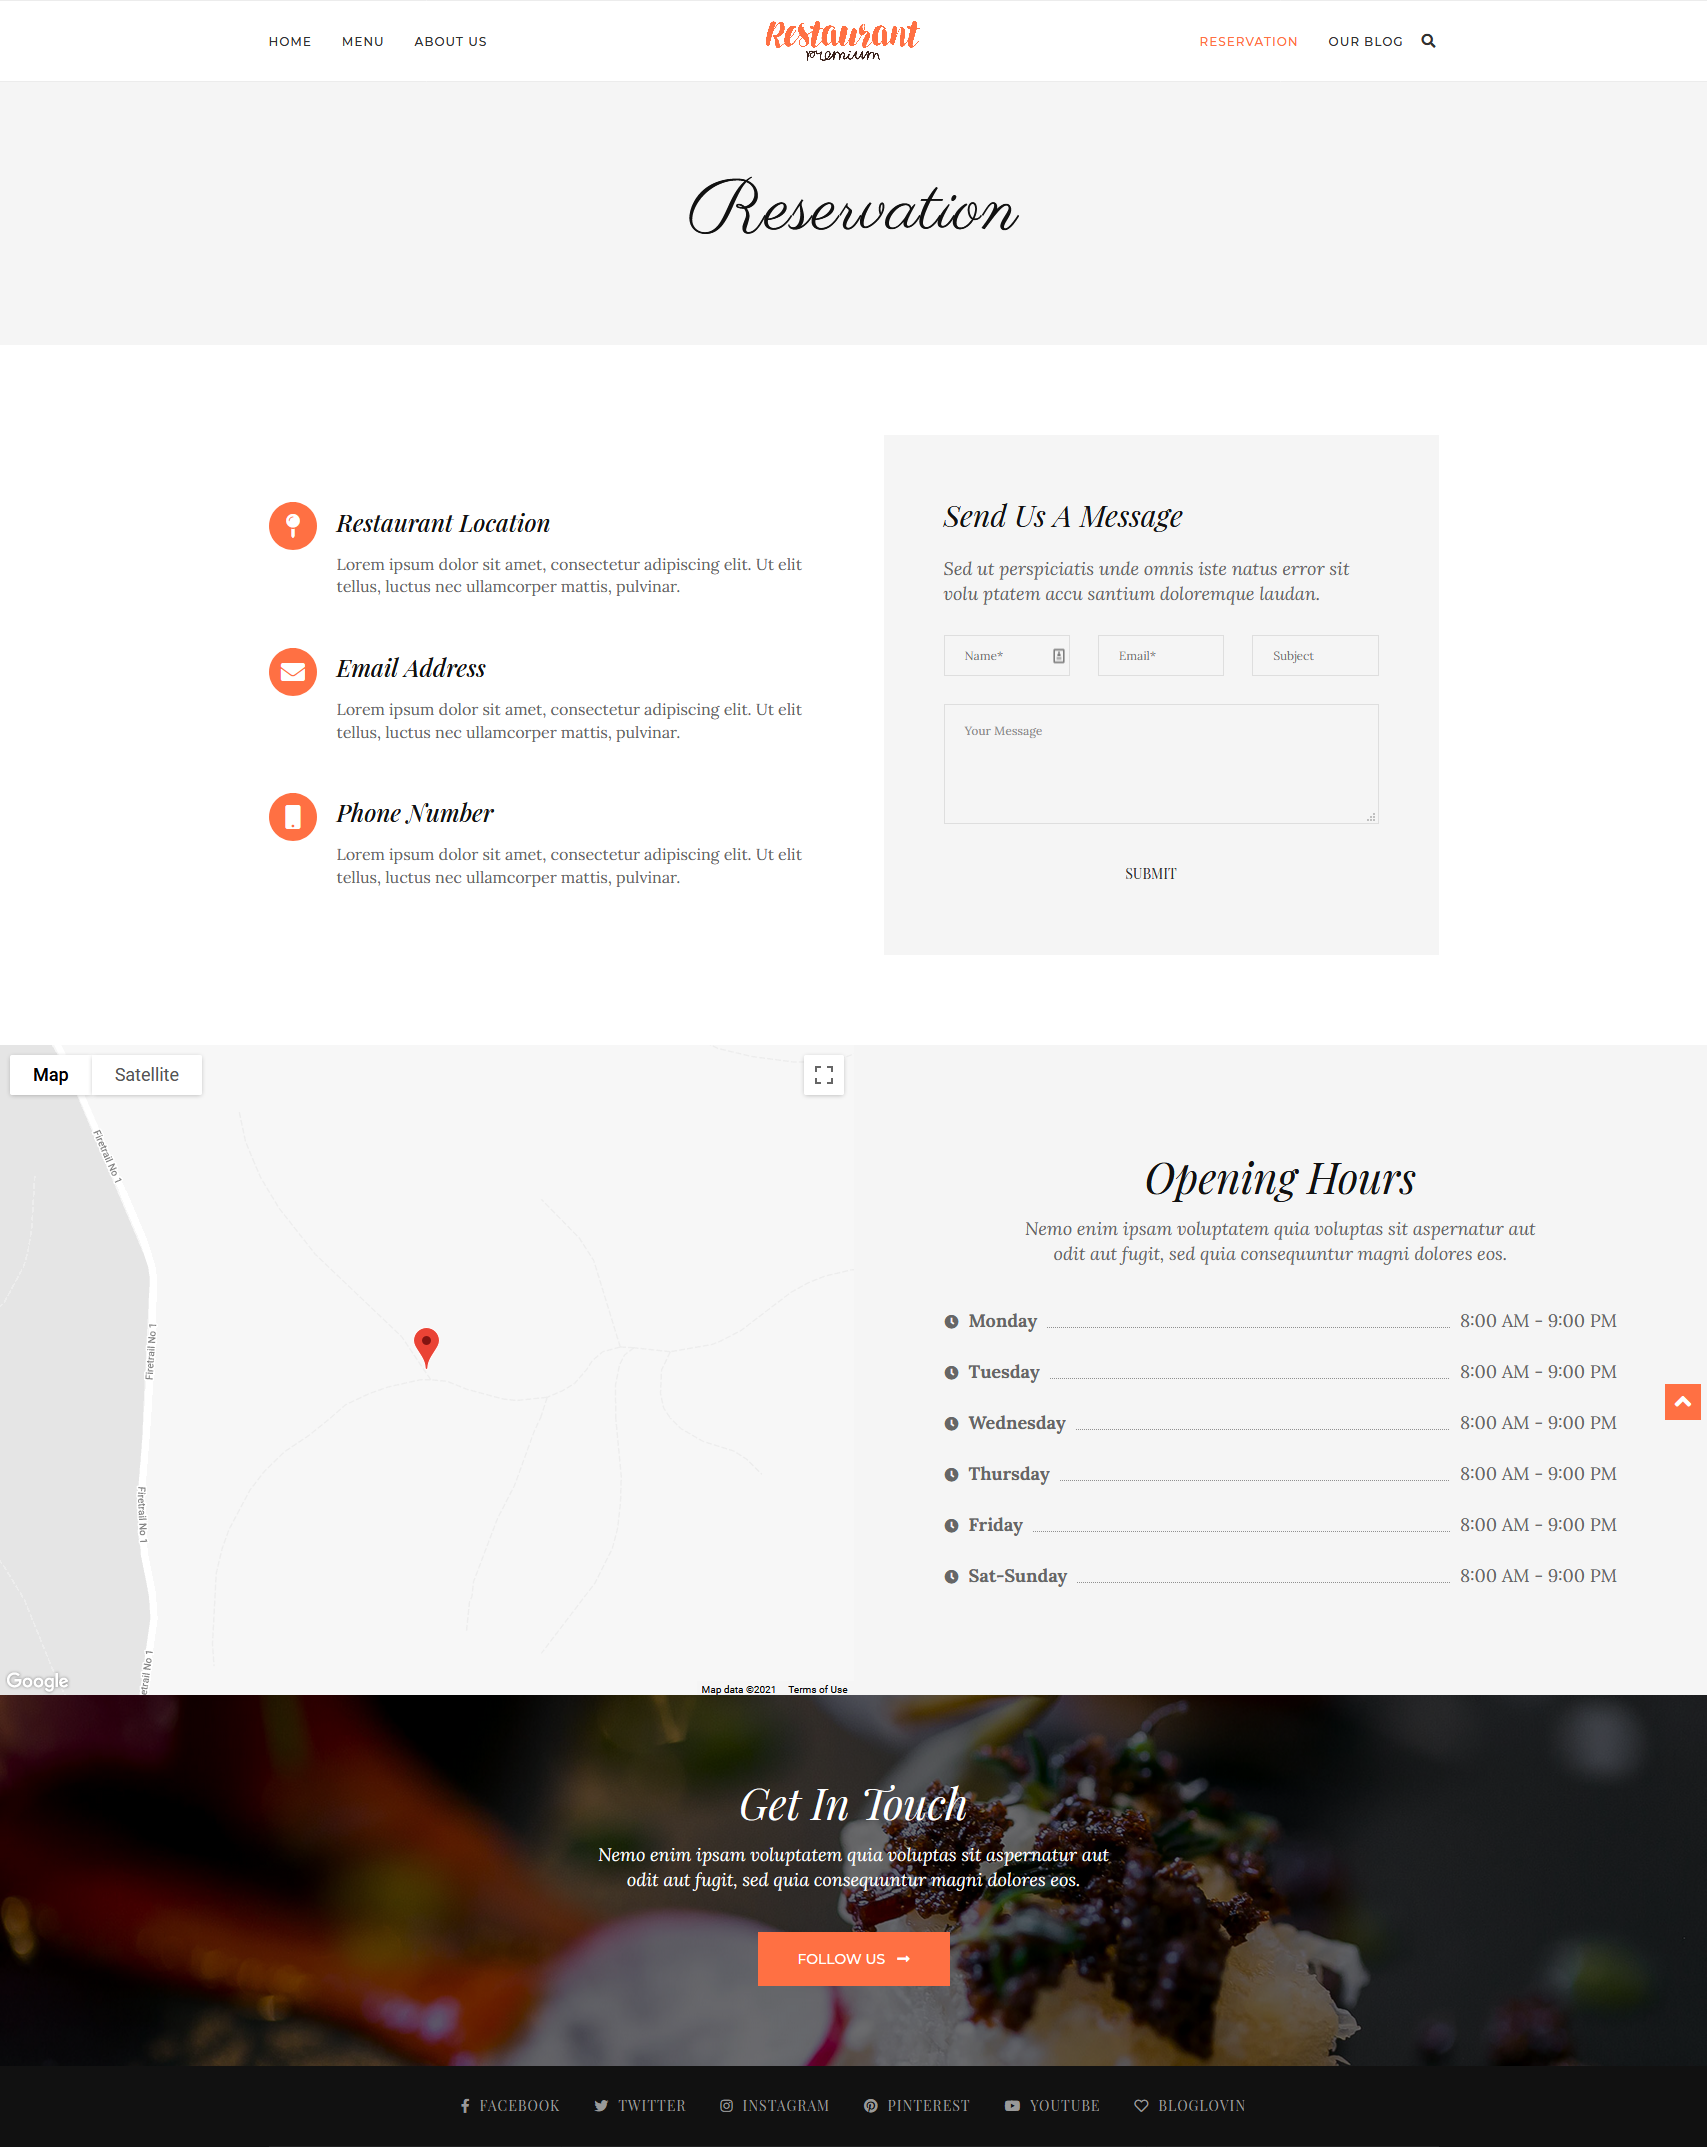 HOME MENU ABOUT US
Restaurant
premium
RESERVATION OUR BLOG
Reservation
Restaurant Location
Lorem ipsum dolor sit amet, consectetur adipiscing elit. Ut elit
tellus, luctus nec ullamcorper mattis, pulvinar.
Email Address
Lorem ipsum dolor sit amet, consectetur adipiscing elit. Ut elit
tellus, luctus nec ullamcorper mattis, pulvinar.
Phone Number
Lorem ipsum dolor sit amet, consectetur adipiscing elit. Ut elit
tellus, luctus nec ullamcorper mattis, pulvinar.
Send Us A Message
Sed ut perspiciatis unde omnis iste natus error sit
volu ptatem accu santium doloremque laudan.
Name* Email* Subject
Your Message
SUBMIT
Map Satellite
Firetrail No 1
Firetrail No 1
Firetrail No 1
etrail No 1
Google
Map data ©2021 Terms of Use
Opening Hours
Nemo enim ipsam voluptatem quia voluptas sit aspernatur aut
odit aut fugit, sed quia consequuntur magni dolores eos.
Monday 8:00 AM - 9:00 PM
Tuesday 8:00 AM - 9:00 PM
Wednesday 8:00 AM - 9:00 PM
Thursday 8:00 AM - 9:00 PM
Friday 8:00 AM - 9:00 PM
Sat-Sunday 8:00 AM - 9:00 PM
Get In Touch
Nemo enim ipsam voluptatem quia voluptas sit aspernatur aut
odit aut fugit, sed quia consequuntur magni dolores eos.
FOLLOW US
FACEBOOK TWITTER INSTAGRAM PINTEREST YOUTUBE BLOGLOVIN